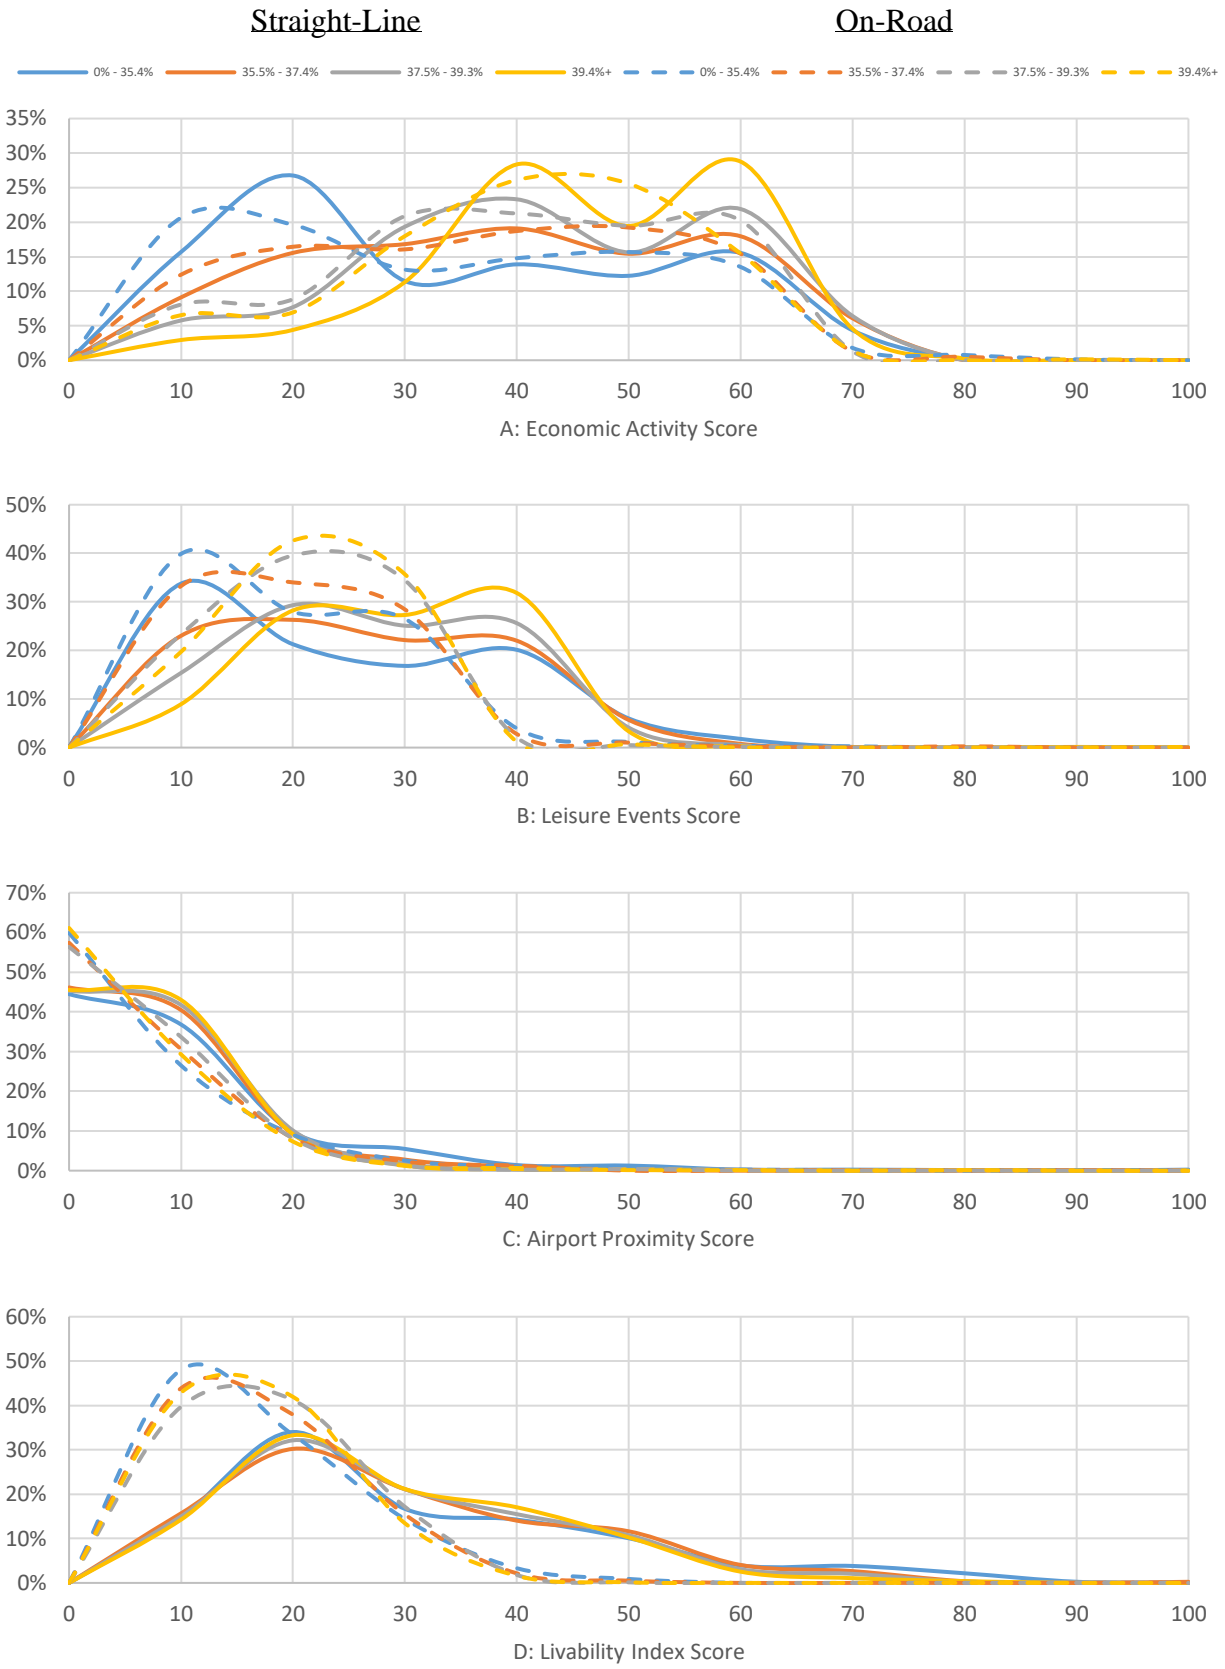 Straight-Line On-Road
0% - 35.4% 35.5% - 37.4% 37.5% - 39.3% 39.4%+ 0% - 35.4% 35.5% - 37.4% 37.5% - 39.3% 39.4%+
35%
30%
25%
20%
15%
10%
5%
0%
0 10 20 30 40 50 60 70 80 90 100
A: Economic Activity Score
50%
40%
30%
20%
10%
0%
0 10 20 30 40 50 60 70 80 90 100
B: Leisure Events Score
70%
60%
50%
40%
30%
20%
10%
0%
0 10 20 30 40 50 60 70 80 90 100
C: Airport Proximity Score
60%
50%
40%
30%
20%
10%
0%
0 10 20 30 40 50 60 70 80 90 100
D: Livability Index Score